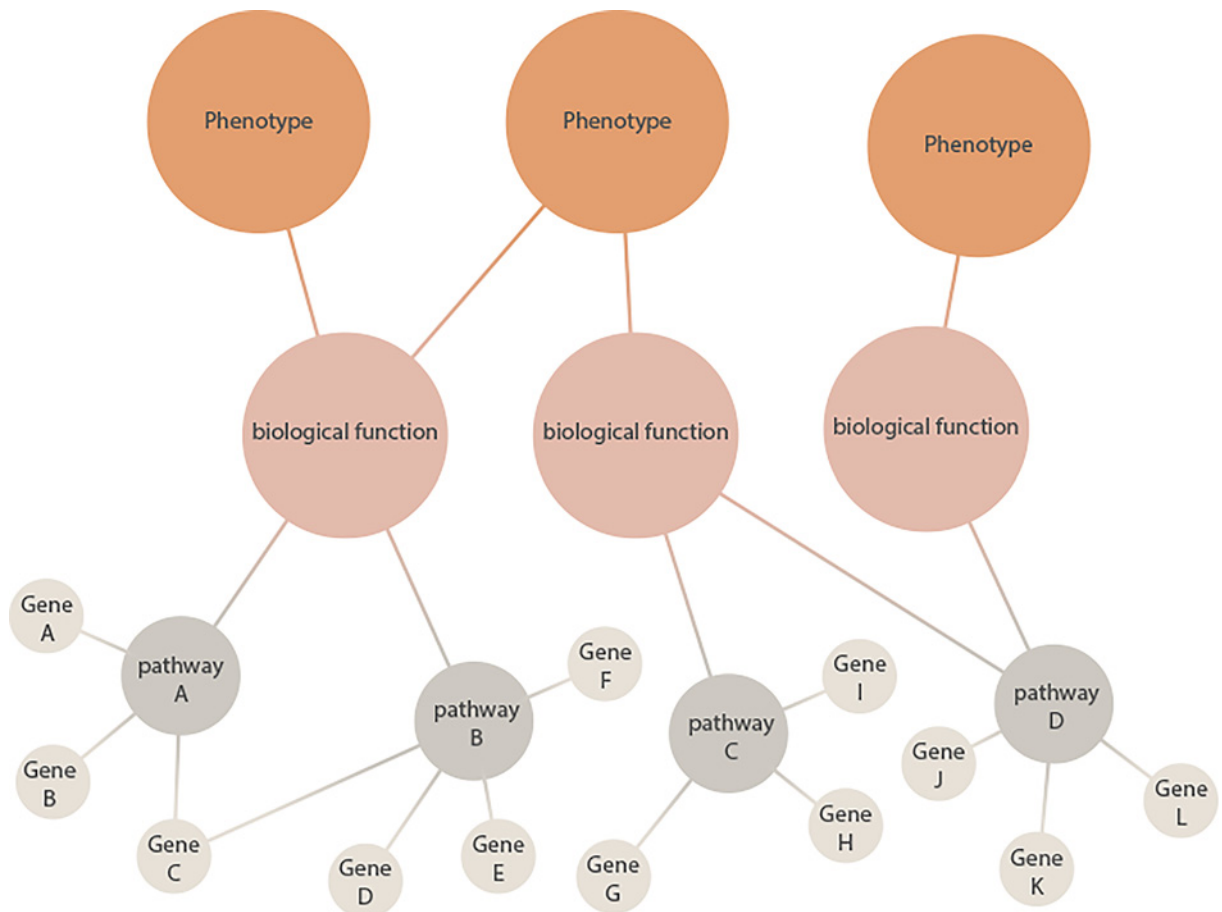 Phenotype
Phenotype
Phenotype
biological function
biological function
biological function
Gene
A
pathway
A
Gene
B
Gene
C
pathway
B
Gene
F
Gene
D
Gene
E
pathway
C
Gene
I
Gene
H
Gene
G
pathway
D
Gene
J
Gene
K
Gene
L